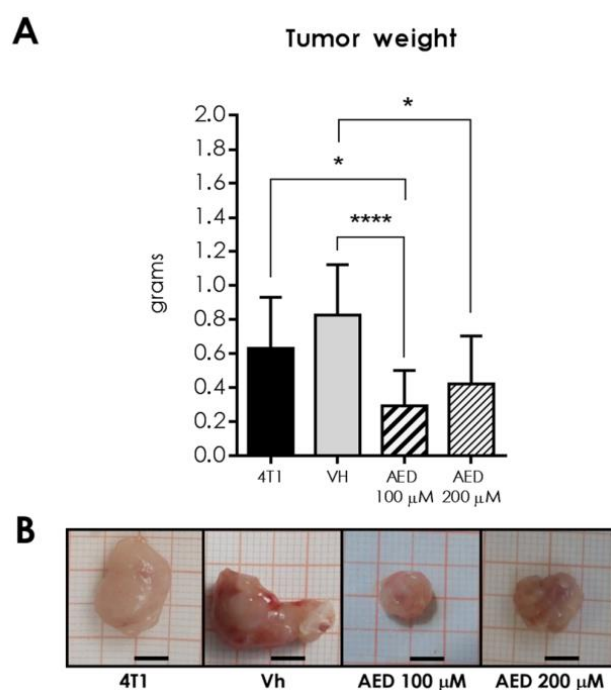 A
Tumor weight
grams
2.0
1.8
1.6
1.4
1.2
1.0
0.8
0.6
0.4
0.2
0.0
*
*
****
4T1
VH
AED
100 µM
AED
200 µM
B
4T1
Vh
AED 100 µM
AED 200 µM